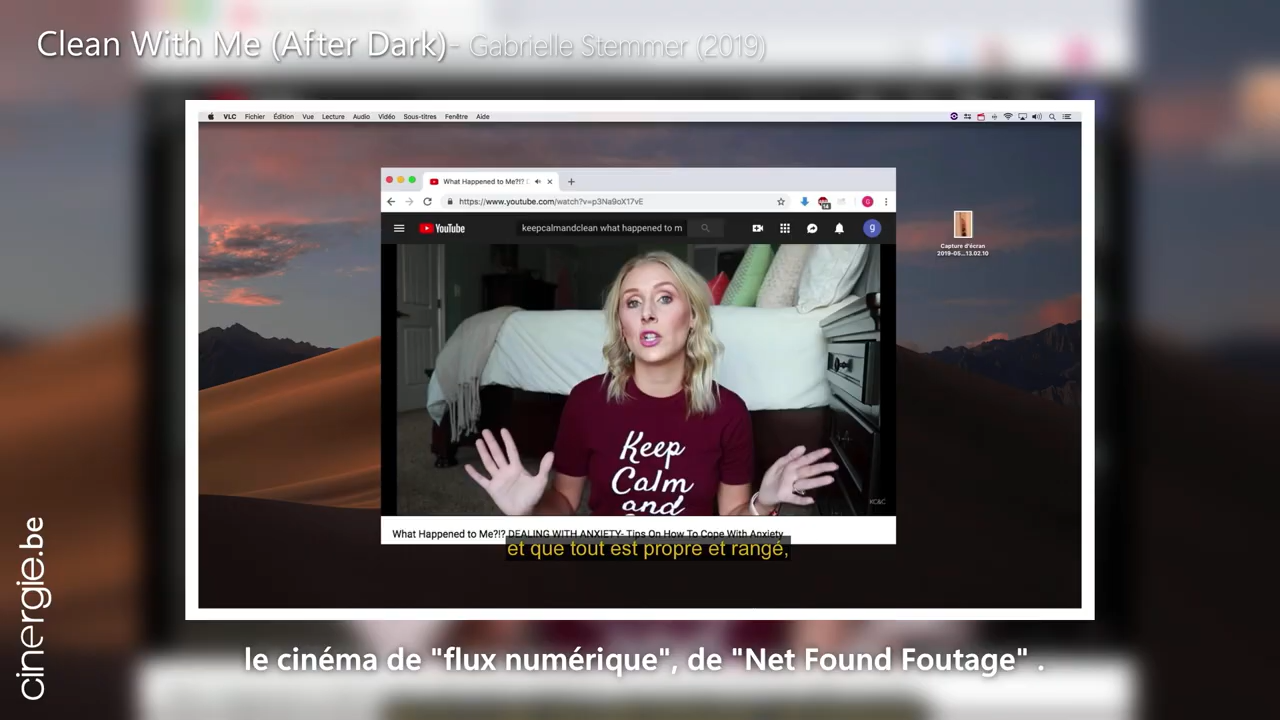 Clean With Me (After Dark) - Gabrielle Stemmer (2019)
VLC Fichier Édition Vue Lecture Audio Vidéo Sous-titres Fenêtre Aide
What Happened to Me?!?
https://www.youtube.com/watch?v=p3Na9oX17vE
G
YouTube
keepcalmandclean what happened to m
g
Capture d'écran
2019-05...13.02.10
Keep
Calm
and
KC&C
What Happened to Me?!? DEALING WITH ANXIETY- Tips On How To Cope With Anxiety
et que tout est propre et rangé,
cinergie.be
le cinéma de "flux numérique", de "Net Found Foutage" .